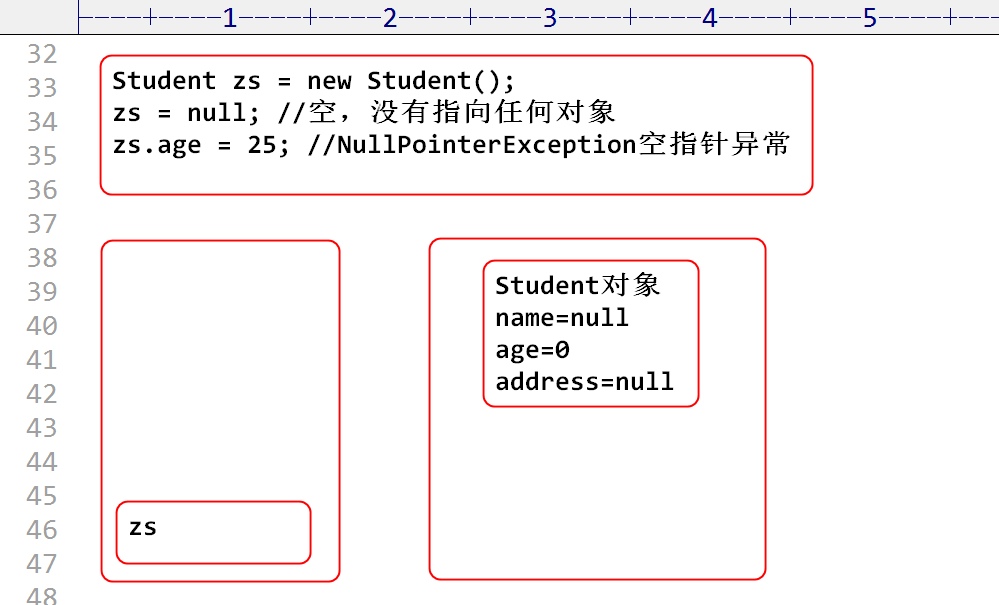 ----+----1----+----2----+----3----+----4----+----5----+---
32
33
34
35
36
37
38
39
40
41
42
43
44
45
46
47
48
Student zs = new Student();
zs = null; //空，没有指向任何对象
zs.age = 25; //NullPointerException空指针异常
Student对象
name=null
age=0
address=null
zs